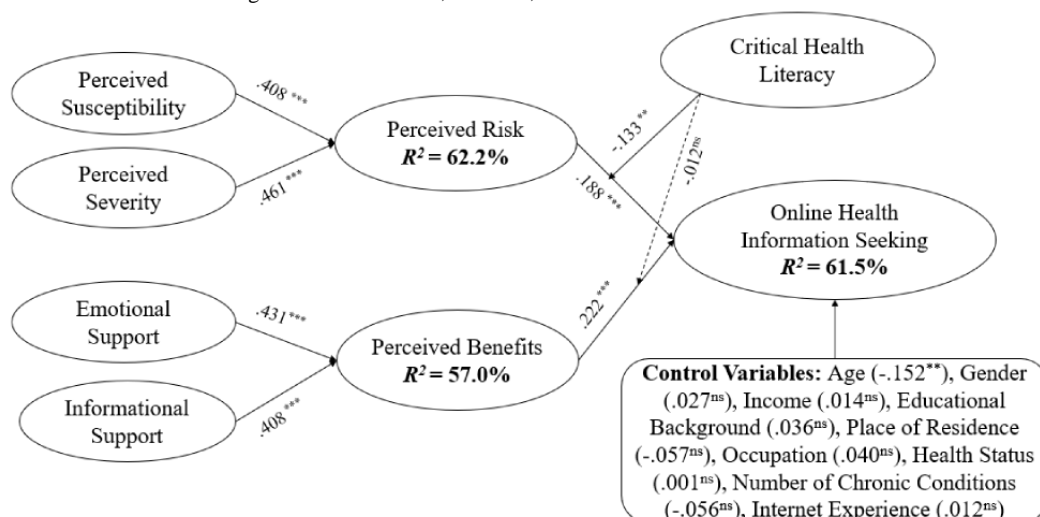 Perceived
Susceptibility
.408 ***
Perceived
Severity
.461 ***
Perceived Risk
R² = 62.2%
Critical Health
Literacy
-.133 **
-.012ns
.188 ***
Online Health
Information Seeking
R² = 61.5%
Emotional
Support
.431 ***
Informational
Support
.408 ***
Perceived Benefits
R² = 57.0%
.222 ***
Control Variables: Age (-.152**), Gender
(.027ns), Income (.014ns), Educational
Background (.036ns), Place of Residence
(-.057ns), Occupation (.040ns), Health Status
(.001ns), Number of Chronic Conditions
(-.056ns), Internet Experience (.012ns)